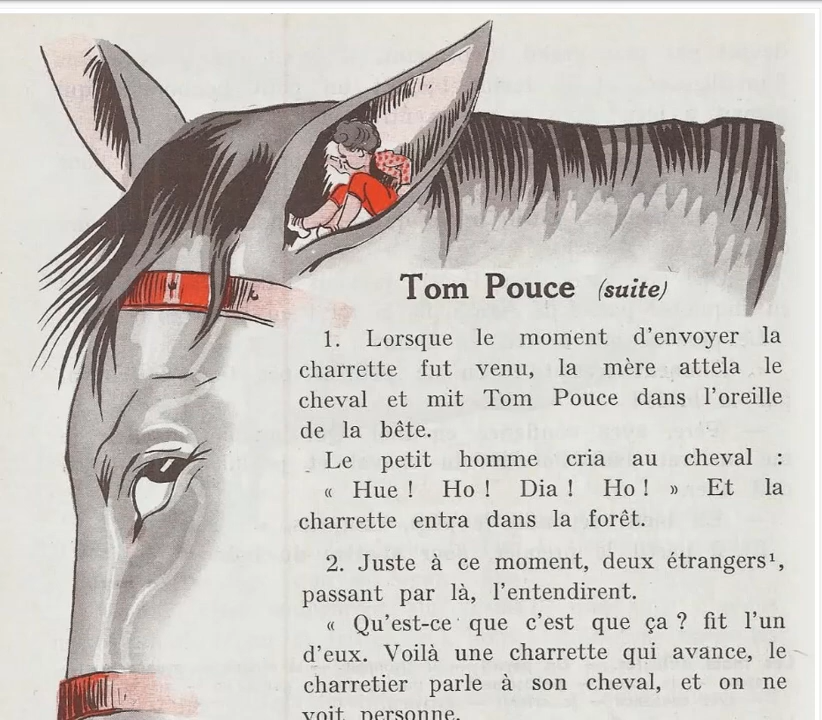 Tom Pouce (suite)
1. Lorsque le moment d'envoyer la
charrette fut venu, la mère attela le
cheval et mit Tom Pouce dans l'oreille
de la bête.
Le petit homme cria au cheval :
« Hue ! Ho ! Dia ! Ho ! » Et la
charrette entra dans la forêt.
2. Juste à ce moment, deux étrangers¹,
passant par là, l'entendirent.
« Qu'est-ce que c'est que ça ? fit l'un
d'eux. Voilà une charrette qui avance, le
charretier parle à son cheval, et on ne
voit personne.